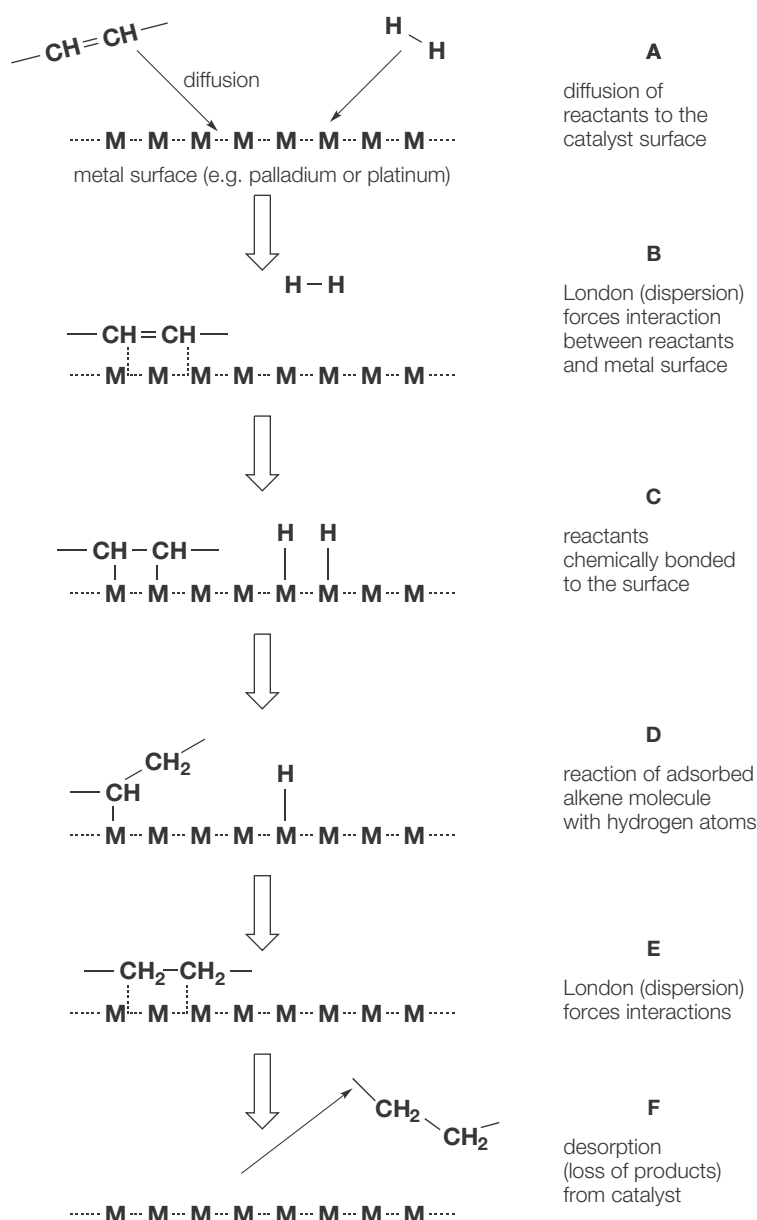 CH=CH
H
H
A
diffusion
diffusion of
reactants to the
catalyst surface
M M M M M M M M
metal surface (e.g. palladium or platinum)
B
H – H
London (dispersion)
forces interaction
between reactants
and metal surface
CH=CH
M M M M M M M M
C
H H
reactants
chemically bonded
to the surface
CH – CH
M M M M M M M M
D
CH₂
H
reaction of adsorbed
alkene molecule
with hydrogen atoms
CH
M M M M M M M M
E
CH₂–CH₂
London (dispersion)
forces interactions
M M M M M M M M
F
CH₂
CH₂
desorption
(loss of products)
from catalyst
M M M M M M M M